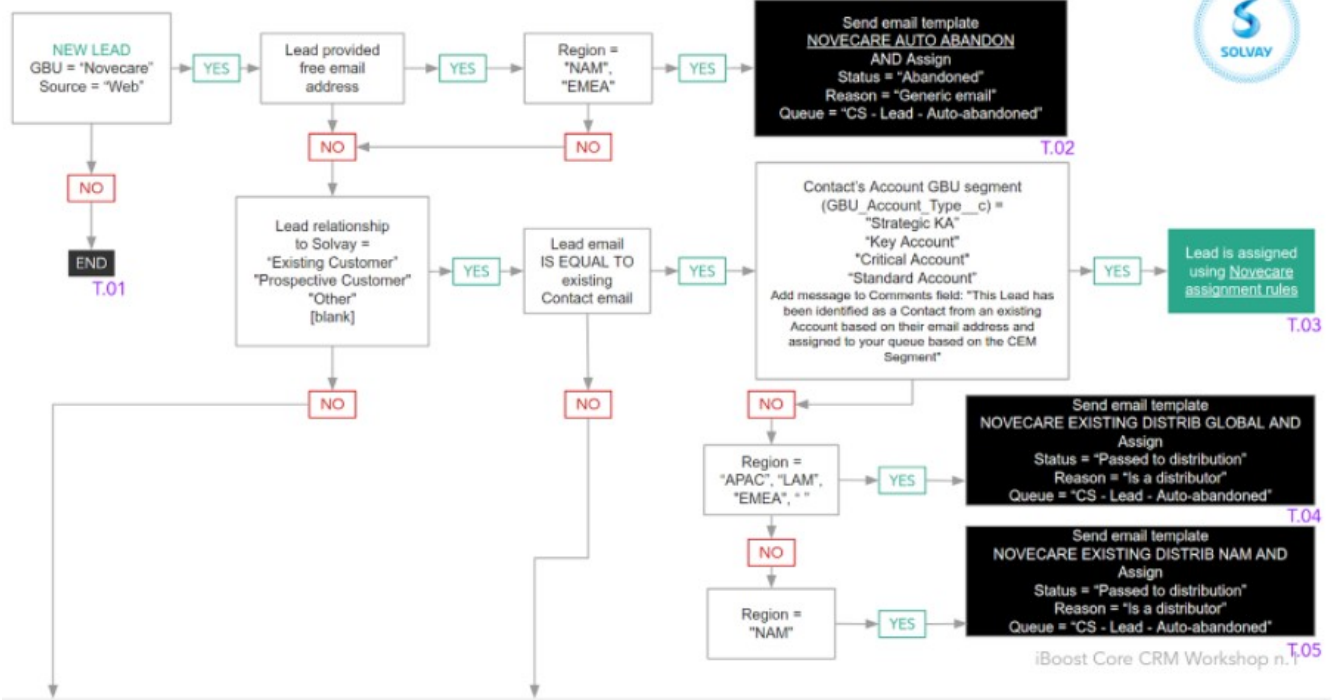 NEW LEAD
GBU = "Novecare"
Source = "Web"
YES
Lead provided
free email
address
YES
Region =
"NAM",
"EMEA"
YES
Send email template
NOVECARE AUTO ABANDON
AND Assign
Status = "Abandoned"
Reason = "Generic email"
Queue = "CS - Lead - Auto-abandoned"
T.02
SOLVAY
NO
END
T.01
NO
NO
Lead relationship
to Solvay =
"Existing Customer"
"Prospective Customer"
"Other"
[blank]
YES
Lead email
IS EQUAL TO
existing
Contact email
YES
Contact's Account GBU segment
(GBU_Account_Type__c) =
"Strategic KA"
"Key Account"
"Critical Account"
"Standard Account"
Add message to Comments field: "This Lead has
been identified as a Contact from an existing
Account based on their email address and
assigned to your queue based on the CEM
Segment"
YES
Lead is assigned
using Novecare
assignment rules
T.03
NO
NO
NO
Region =
"APAC", "LAM",
"EMEA", " "
YES
Send email template
NOVECARE EXISTING DISTRIB GLOBAL AND
Assign
Status = "Passed to distribution"
Reason = "Is a distributor"
Queue = "CS - Lead - Auto-abandoned"
T.04
NO
Region =
"NAM"
YES
Send email template
NOVECARE EXISTING DISTRIB NAM AND
Assign
Status = "Passed to distribution"
Reason = "Is a distributor"
Queue = "CS - Lead - Auto-abandoned"
T.05
iBoost Core CRM Workshop n.1